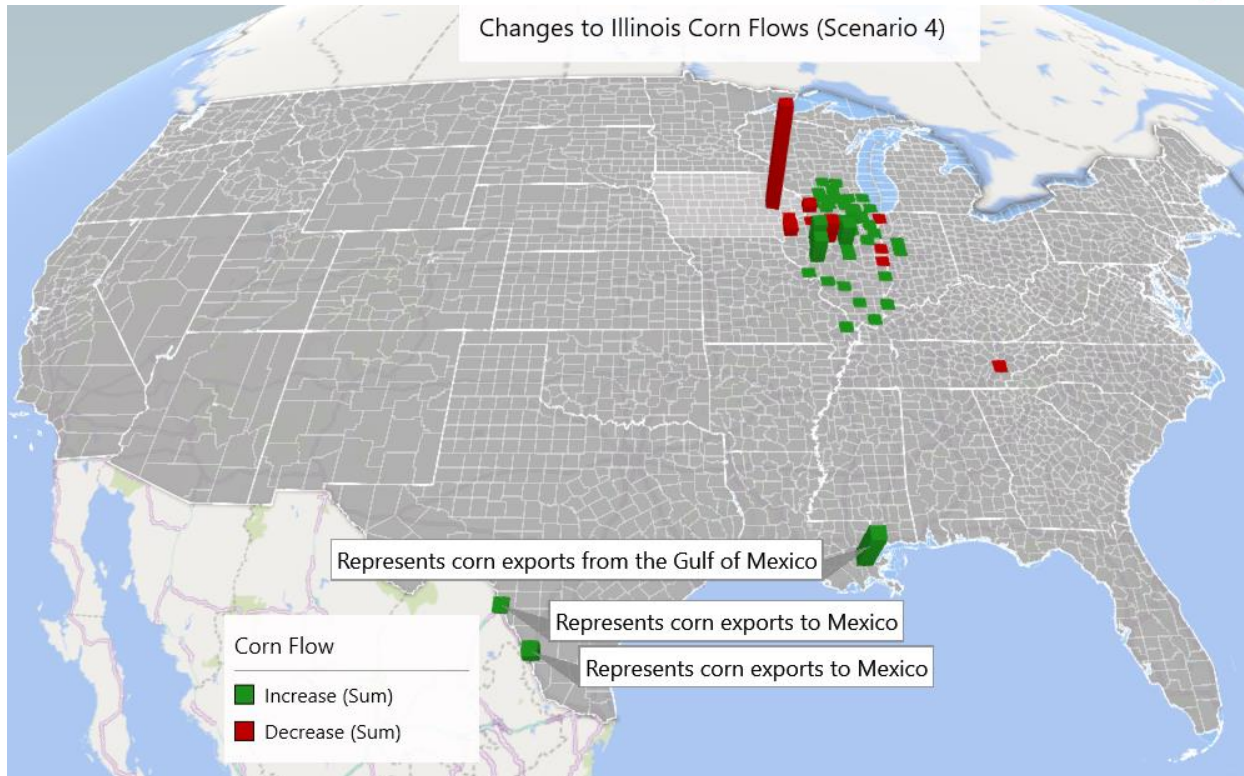 Changes to Illinois Corn Flows (Scenario 4)
Represents corn exports from the Gulf of Mexico
Represents corn exports to Mexico
Represents corn exports to Mexico
Corn Flow
Increase (Sum)
Decrease (Sum)